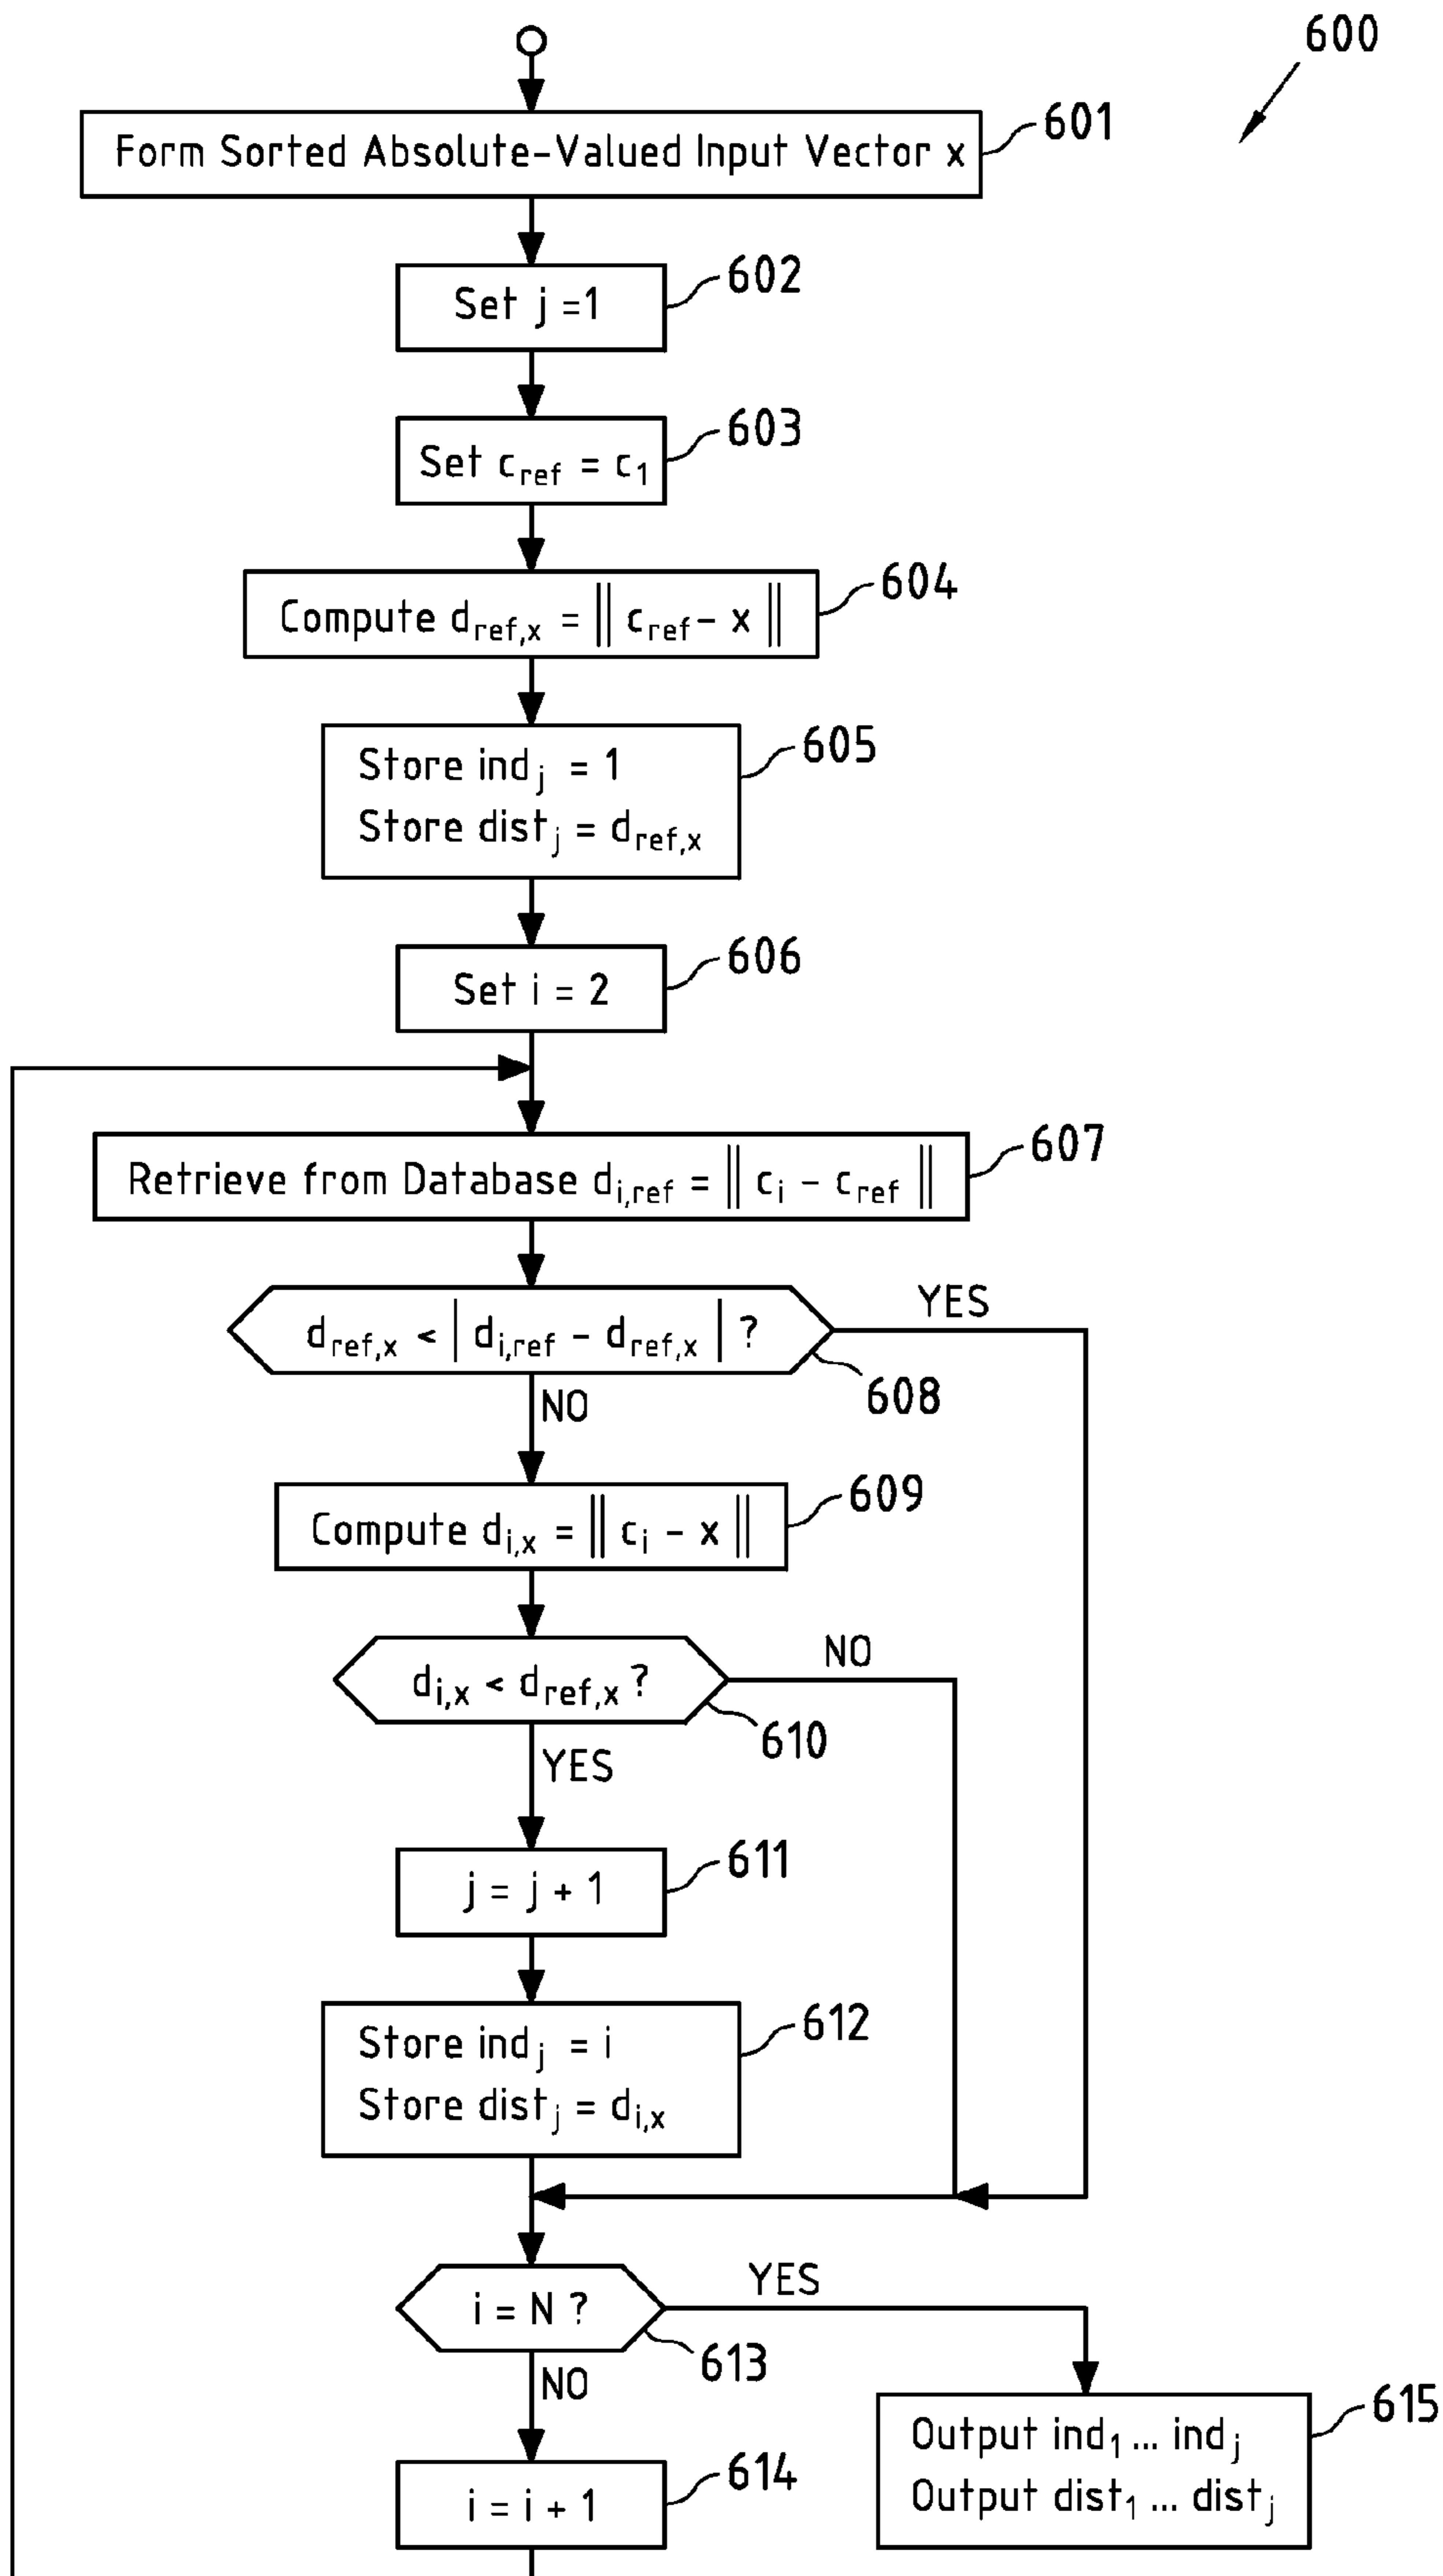 600
Form Sorted Absolute-Valued Input Vector x
601
Set j =1
602
Set c_ref = c_1
603
Compute d_ref,x = || c_ref - x ||
604
Store ind_j = 1
Store dist_j = d_ref,x
605
Set i = 2
606
Retrieve from Database d_i,ref = || c_i - c_ref ||
607
d_ref,x < | d_i,ref - d_ref,x | ?
YES
608
NO
Compute d_i,x = || c_i - x ||
609
d_i,x < d_ref,x ?
NO
610
YES
j = j + 1
611
Store ind_j = i
Store dist_j = d_i,x
612
i = N ?
YES
613
NO
i = i + 1
614
Output ind_1 ... ind_j
Output dist_1 ... dist_j
615